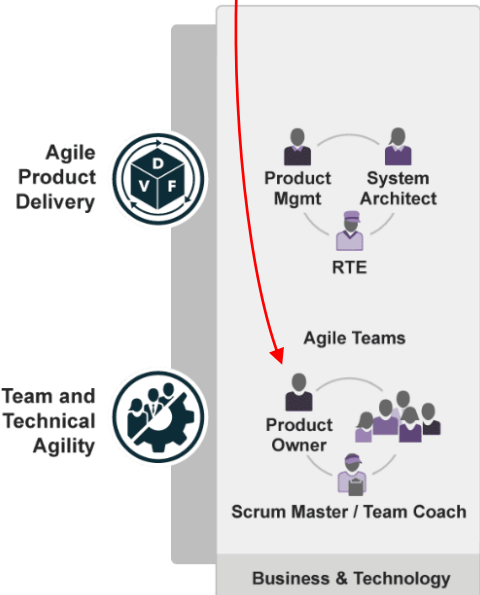 Agile
Product
Delivery
D
V F
Product
Mgmt
System
Architect
RTE
Agile Teams
Team and
Technical
Agility
Product
Owner
Scrum Master / Team Coach
Business & Technology